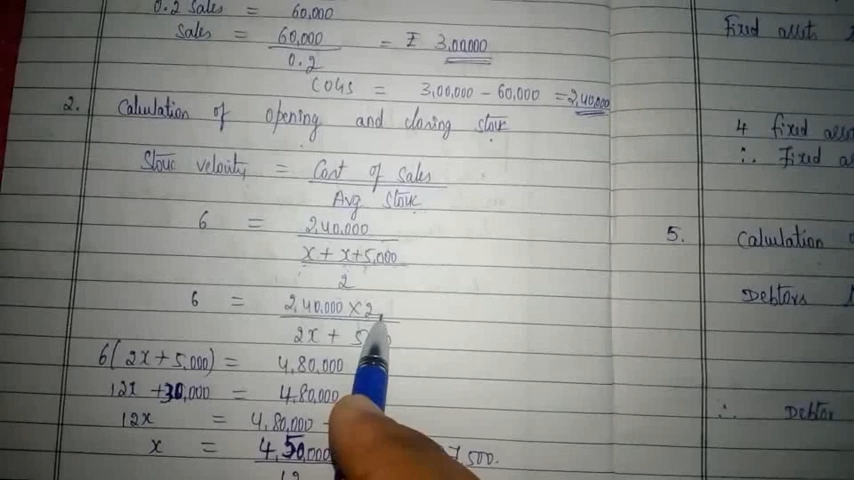 0.2 Sales = 60,000
Sales = 60,000 / 0.2 = ₹ 3,00,000
COGS = 3,00,000 - 60,000 = 2,40,000
2. Calculation of opening and closing stock
Stock velocity = Cost of Sales / Avg Stock
6 = 2,40,000 / x + x+5,000 / 2
6 = 2,40,000 x 2 / 2x +
6(2x+5,000) = 4,80,000
12x +30,000 = 4,80,000
12x = 4,80,000 -
x = 4,50,000 / 12 7,500.
Fixed assets
4 fixed
∴ Fixed
5. Calculation
Debtors
∴ Debtor